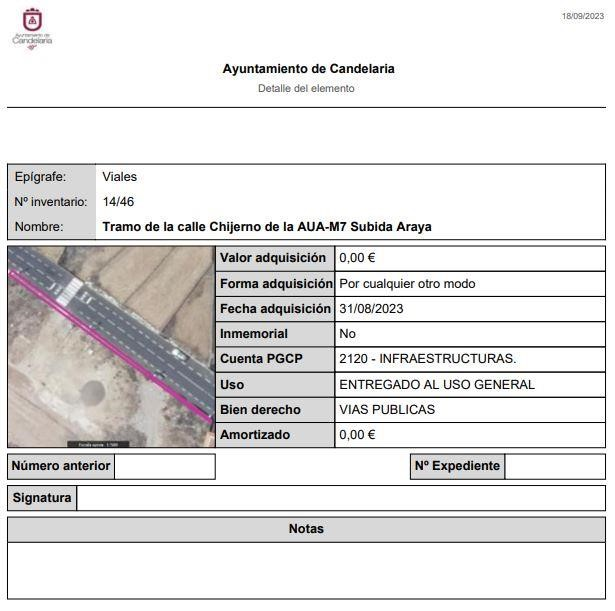 18/09/2023
Ayuntamiento de
Candelaria
Ayuntamiento de Candelaria
Detalle del elemento
Epígrafe: Viales
Nº inventario: 14/46
Nombre: Tramo de la calle Chijerno de la AUA-M7 Subida Araya
Valor adquisición 0,00 €
Forma adquisición Por cualquier otro modo
Fecha adquisición 31/08/2023
Inmemorial No
Cuenta PGCP 2120 - INFRAESTRUCTURAS.
Uso ENTREGADO AL USO GENERAL
Bien derecho VIAS PUBLICAS
Amortizado 0,00 €
Número anterior
Nº Expediente
Signatura
Notas